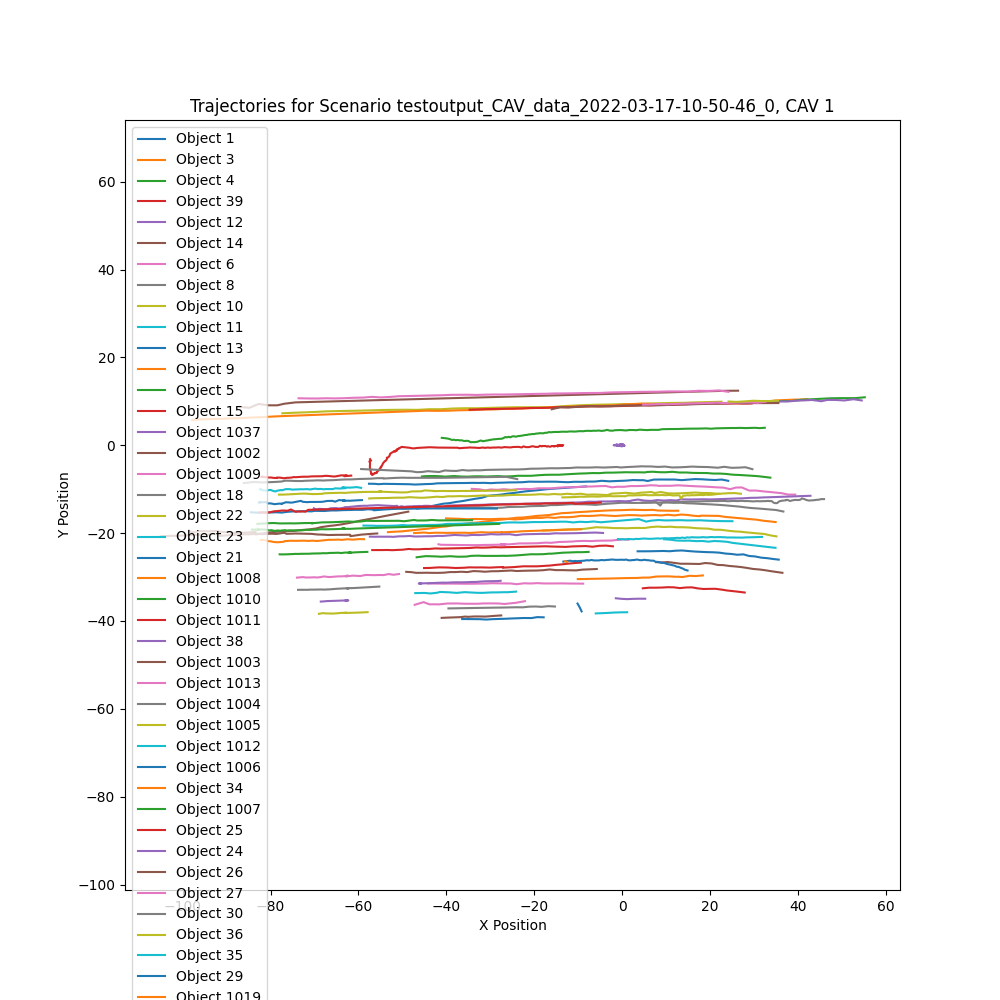 Trajectories for Scenario testoutput_CAV_data_2022-03-17-10-50-46_0, CAV 1
Object 1
Object 3
Object 4
Object 39
Object 12
Object 14
Object 6
Object 8
Object 10
Object 11
Object 13
Object 9
Object 5
Object 15
Object 1037
Object 1002
Object 1009
Object 18
Object 22
Object 23
Object 21
Object 1008
Object 1010
Object 1011
Object 38
Object 1003
Object 1013
Object 1004
Object 1005
Object 1012
Object 1006
Object 34
Object 1007
Object 25
Object 24
Object 26
Object 27
Object 30
Object 36
Object 35
Object 29
Object 1019
60
40
20
0
−20
−40
−60
−80
−100
Y Position
−100 −80 −60 −40 −20 0 20 40 60
X Position